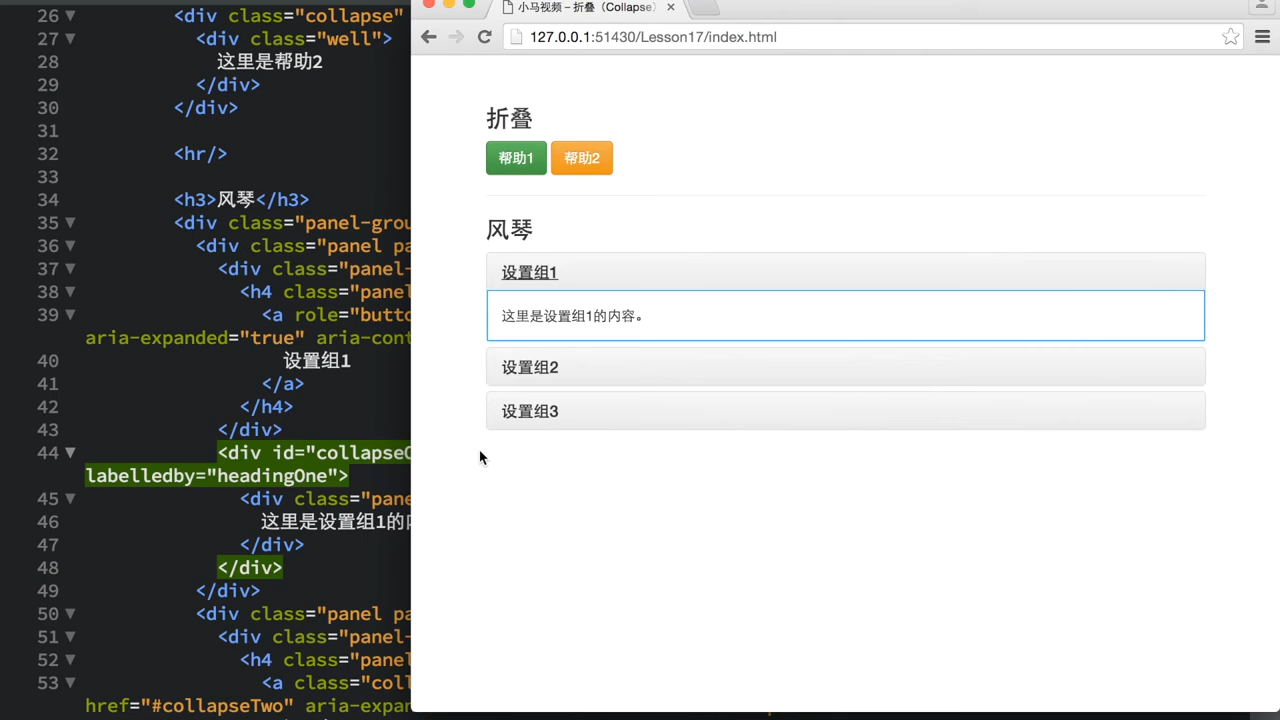 26 <div class="collapse"
27 <div class="well">
28 这里是帮助2
29 </div>
30 </div>
31
32 <hr/>
33
34 <h3>风琴</h3>
35 <div class="panel-grou
36 <div class="panel pa
37 <div class="panel-
38 <h4 class="panel
39 <a role="butto
aria-expanded="true" aria-cont
40 设置组1
41 </a>
42 </h4>
43 </div>
44 <div id="collapseO
labelledby="headingOne">
45 <div class="pane
46 这里是设置组1的内
47 </div>
48 </div>
49 </div>
50 <div class="panel pa
51 <div class="panel-
52 <h4 class="panel
53 <a class="coll
href="#collapseTwo" aria-expan
小马视频 – 折叠（Collapse）
127.0.0.1:51430/Lesson17/index.html
折叠
帮助1 帮助2
风琴
设置组1
这里是设置组1的内容。
设置组2
设置组3